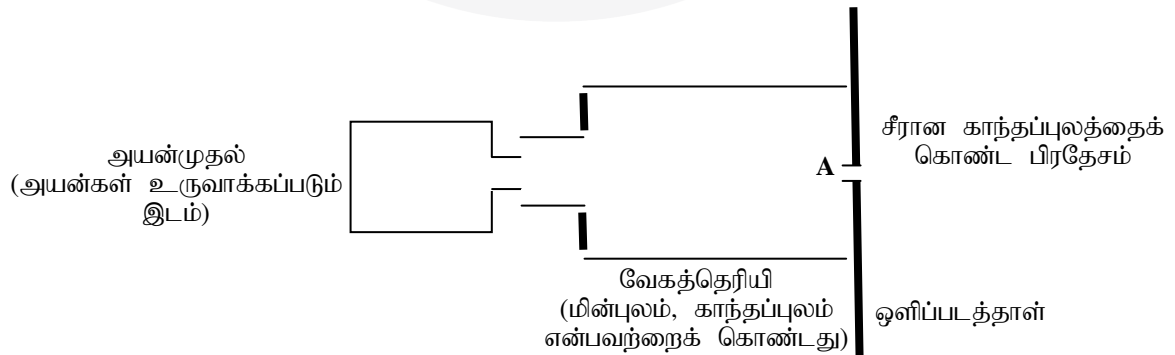 அயன்முதல்
(அயன்கள் உருவாக்கப்படும்
இடம்)
A
சீரான காந்தப்புலத்தைக்
கொண்ட பிரதேசம்
வேகத்தெரியி
(மின்புலம், காந்தப்புலம்
என்பவற்றைக் கொண்டது)
ஒளிப்படத்தாள்